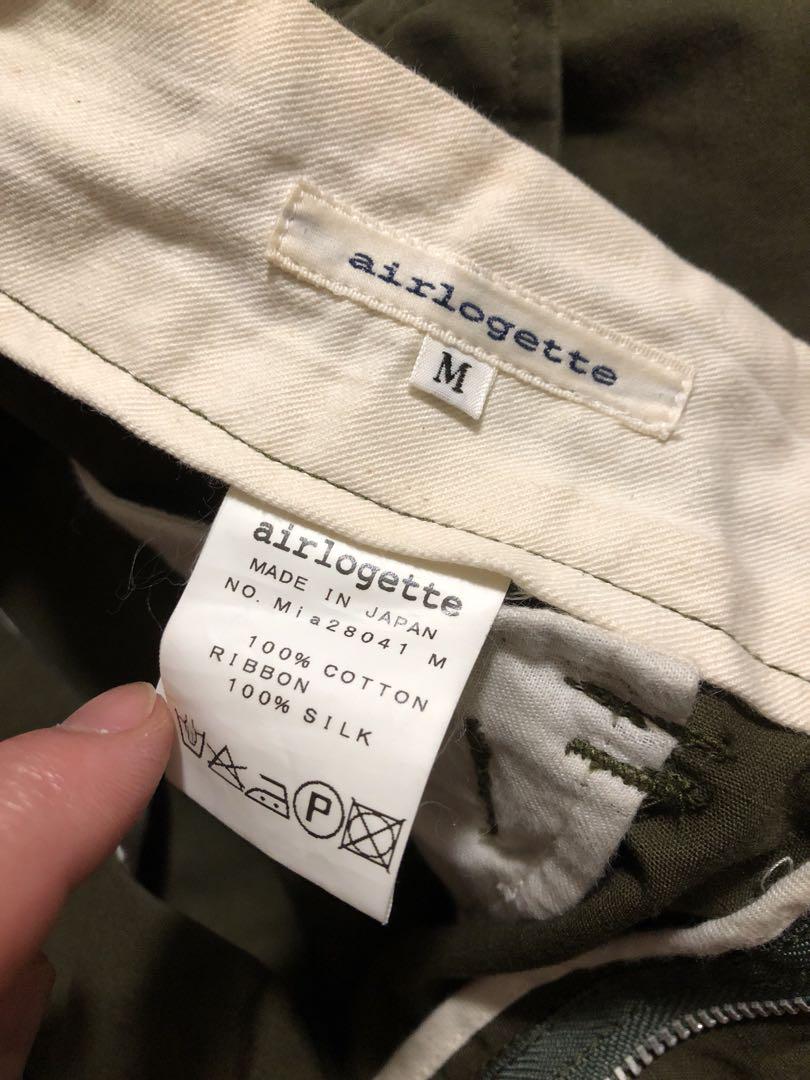 airlogette
M
airlogette
MADE IN JAPAN
NO. Mia28041 M
100% COTTON
RIBBON
100% SILK
P